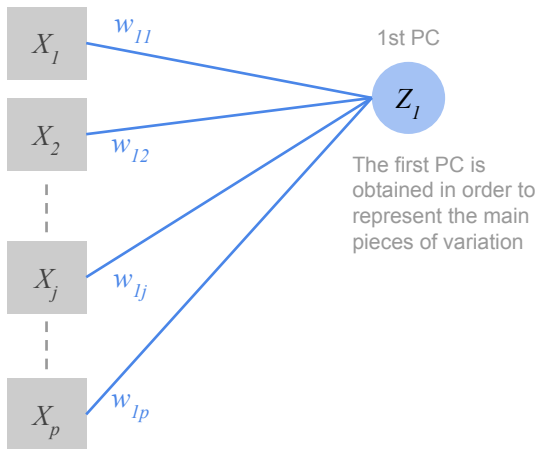 w₁₁
X₁
1st PC
Z₁
X₂
w₁₂
The first PC is
obtained in order to
represent the main
pieces of variation
Xⱼ
w₁ⱼ
w₁ₚ
Xₚ